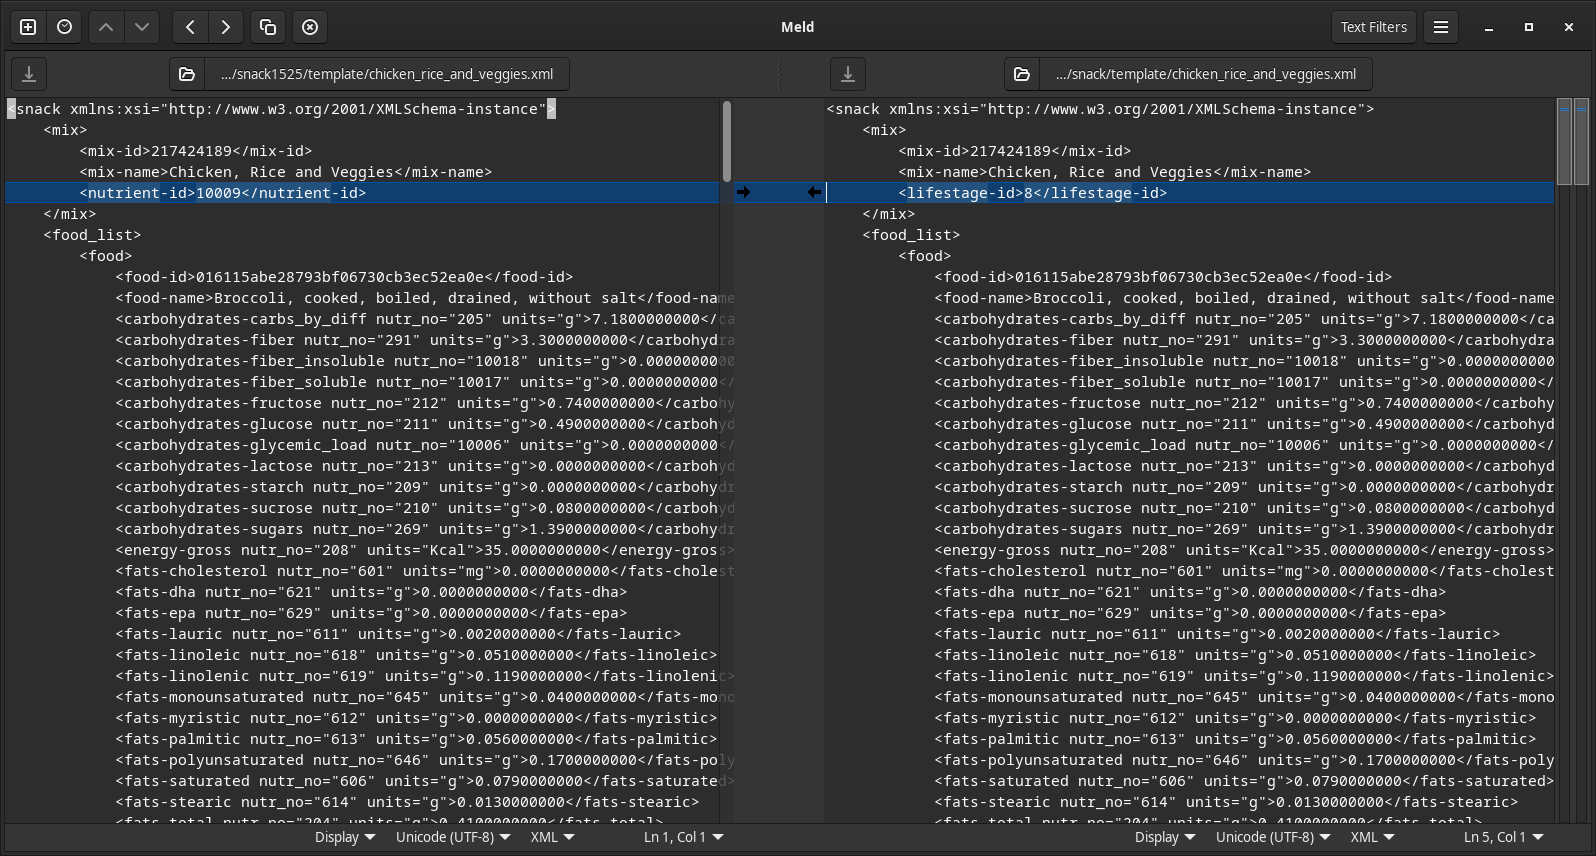 Meld
Text Filters
.../snack1525/template/chicken_rice_and_veggies.xml
.../snack/template/chicken_rice_and_veggies.xml
<snack xmlns:xsi="http://www.w3.org/2001/XMLSchema-instance">
<mix>
<mix-id>217424189</mix-id>
<mix-name>Chicken, Rice and Veggies</mix-name>
<nutrient-id>10009</nutrient-id>
</mix>
<food_list>
<food>
<food-id>016115abe28793bf06730cb3ec52ea0e</food-id>
<food-name>Broccoli, cooked, boiled, drained, without salt</food-name
<carbohydrates-carbs_by_diff nutr_no="205" units="g">7.1800000000</ca
<carbohydrates-fiber nutr_no="291" units="g">3.3000000000</carbohydra
<carbohydrates-fiber_insoluble nutr_no="10018" units="g">0.0000000000
<carbohydrates-fiber_soluble nutr_no="10017" units="g">0.0000000000</
<carbohydrates-fructose nutr_no="212" units="g">0.7400000000</carbohy
<carbohydrates-glucose nutr_no="211" units="g">0.4900000000</carbohyd
<carbohydrates-glycemic_load nutr_no="10006" units="g">0.0000000000</
<carbohydrates-lactose nutr_no="213" units="g">0.0000000000</carbohyd
<carbohydrates-starch nutr_no="209" units="g">0.0000000000</carbohydr
<carbohydrates-sucrose nutr_no="210" units="g">0.0800000000</carbohyd
<carbohydrates-sugars nutr_no="269" units="g">1.3900000000</carbohydr
<energy-gross nutr_no="208" units="Kcal">35.0000000000</energy-gross>
<fats-cholesterol nutr_no="601" units="mg">0.0000000000</fats-cholest
<fats-dha nutr_no="621" units="g">0.0000000000</fats-dha>
<fats-epa nutr_no="629" units="g">0.0000000000</fats-epa>
<fats-lauric nutr_no="611" units="g">0.0020000000</fats-lauric>
<fats-linoleic nutr_no="618" units="g">0.0510000000</fats-linoleic>
<fats-linolenic nutr_no="619" units="g">0.1190000000</fats-linolenic>
<fats-monounsaturated nutr_no="645" units="g">0.0400000000</fats-mono
<fats-myristic nutr_no="612" units="g">0.0000000000</fats-myristic>
<fats-palmitic nutr_no="613" units="g">0.0560000000</fats-palmitic>
<fats-polyunsaturated nutr_no="646" units="g">0.1700000000</fats-poly
<fats-saturated nutr_no="606" units="g">0.0790000000</fats-saturated>
<fats-stearic nutr_no="614" units="g">0.0130000000</fats-stearic>
<fats-total nutr_no="204" units="g">0.4100000000</fats-total>
<snack xmlns:xsi="http://www.w3.org/2001/XMLSchema-instance">
<mix>
<mix-id>217424189</mix-id>
<mix-name>Chicken, Rice and Veggies</mix-name>
<lifestage-id>8</lifestage-id>
</mix>
<food_list>
<food>
<food-id>016115abe28793bf06730cb3ec52ea0e</food-id>
<food-name>Broccoli, cooked, boiled, drained, without salt</food-name
<carbohydrates-carbs_by_diff nutr_no="205" units="g">7.1800000000</ca
<carbohydrates-fiber nutr_no="291" units="g">3.3000000000</carbohydra
<carbohydrates-fiber_insoluble nutr_no="10018" units="g">0.0000000000
<carbohydrates-fiber_soluble nutr_no="10017" units="g">0.0000000000</
<carbohydrates-fructose nutr_no="212" units="g">0.7400000000</carbohy
<carbohydrates-glucose nutr_no="211" units="g">0.4900000000</carbohyd
<carbohydrates-glycemic_load nutr_no="10006" units="g">0.0000000000</
<carbohydrates-lactose nutr_no="213" units="g">0.0000000000</carbohyd
<carbohydrates-starch nutr_no="209" units="g">0.0000000000</carbohydr
<carbohydrates-sucrose nutr_no="210" units="g">0.0800000000</carbohyd
<carbohydrates-sugars nutr_no="269" units="g">1.3900000000</carbohydr
<energy-gross nutr_no="208" units="Kcal">35.0000000000</energy-gross>
<fats-cholesterol nutr_no="601" units="mg">0.0000000000</fats-cholest
<fats-dha nutr_no="621" units="g">0.0000000000</fats-dha>
<fats-epa nutr_no="629" units="g">0.0000000000</fats-epa>
<fats-lauric nutr_no="611" units="g">0.0020000000</fats-lauric>
<fats-linoleic nutr_no="618" units="g">0.0510000000</fats-linoleic>
<fats-linolenic nutr_no="619" units="g">0.1190000000</fats-linolenic>
<fats-monounsaturated nutr_no="645" units="g">0.0400000000</fats-mono
<fats-myristic nutr_no="612" units="g">0.0000000000</fats-myristic>
<fats-palmitic nutr_no="613" units="g">0.0560000000</fats-palmitic>
<fats-polyunsaturated nutr_no="646" units="g">0.1700000000</fats-poly
<fats-saturated nutr_no="606" units="g">0.0790000000</fats-saturated>
<fats-stearic nutr_no="614" units="g">0.0130000000</fats-stearic>
<fats-total nutr_no="204" units="g">0.4100000000</fats-total>
Display Unicode (UTF-8) XML Ln 1, Col 1
Display Unicode (UTF-8) XML Ln 5, Col 1